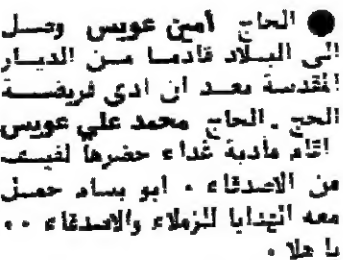 ● الحاج أمين عويس وصل
الى البلاد قادما من الديار
المقدسة بعد ان ادى فريضة
الحج . الحاج محمد علي عويس
اقام مأدبة غداء حضرها لفيف
من الاصدقاء . ابو بسام حمل
معه الهدايا للزملاء والاصدقاء ..
يا هلا .